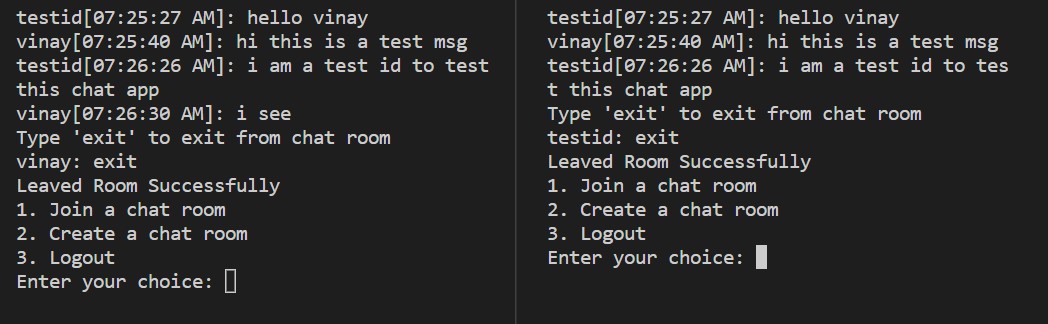 testid[07:25:27 AM]: hello vinay
vinay[07:25:40 AM]: hi this is a test msg
testid[07:26:26 AM]: i am a test id to test
this chat app
vinay[07:26:30 AM]: i see
Type 'exit' to exit from chat room
vinay: exit
Leaved Room Successfully
1. Join a chat room
2. Create a chat room
3. Logout
Enter your choice:
testid[07:25:27 AM]: hello vinay
vinay[07:25:40 AM]: hi this is a test msg
testid[07:26:26 AM]: i am a test id to tes
t this chat app
Type 'exit' to exit from chat room
testid: exit
Leaved Room Successfully
1. Join a chat room
2. Create a chat room
3. Logout
Enter your choice: